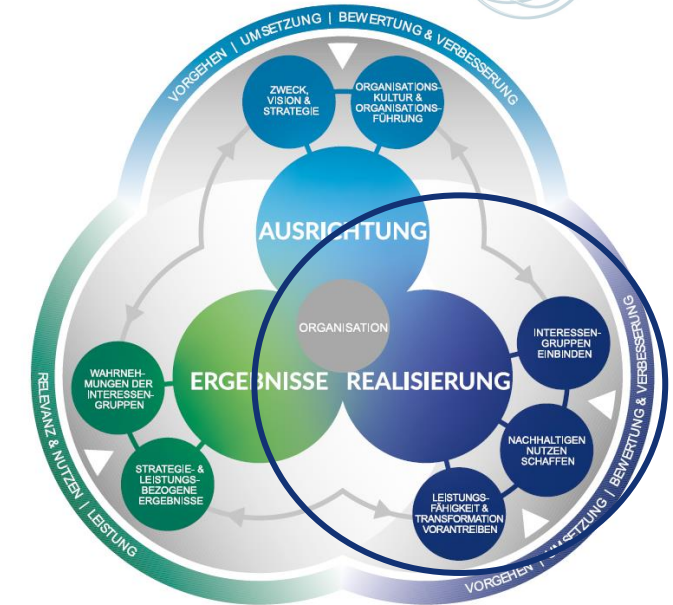 VORGEHEN | UMSETZUNG | BEWERTUNG & VERBESSERUNG
ZWECK,
VISION &
STRATEGIE
ORGANISATIONS-
KULTUR &
ORGANISATIONS-
FÜHRUNG
AUSRICHTUNG
ORGANISATION
ERGEBNISSE
REALISIERUNG
INTERESSEN-
GRUPPEN
EINBINDEN
NACHHALTIGEN
NUTZEN
SCHAFFEN
LEISTUNGS-
FÄHIGKEIT &
TRANSFORMATION
VORANTREIBEN
VORGEHEN | UMSETZUNG | BEWERTUNG & VERBESSERUNG
WAHRNEH-
MUNGEN DER
INTERESSEN-
GRUPPEN
STRATEGIE- &
LEISTUNGS-
BEZOGENE
ERGEBNISSE
RELEVANZ & NUTZEN | LEISTUNG